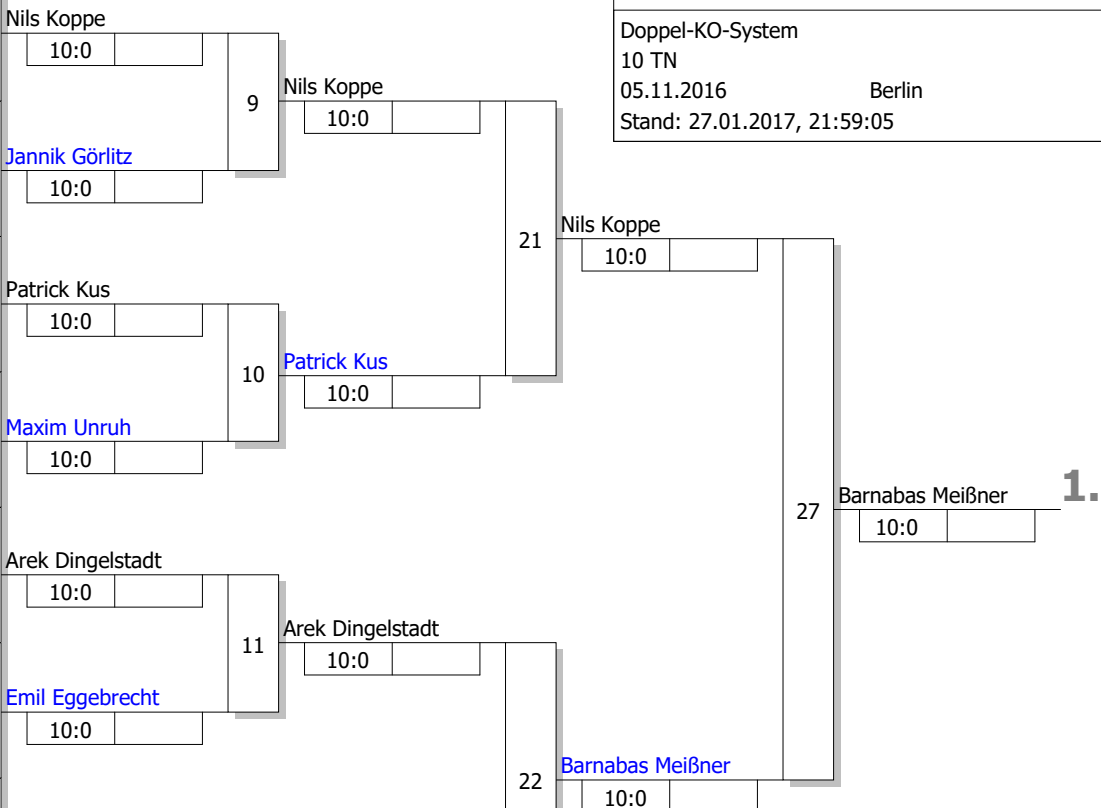 Nils Koppe
10:0
9
Jannik Görlitz
10:0
Nils Koppe
10:0
Doppel-KO-System
10 TN
05.11.2016 Berlin
Stand: 27.01.2017, 21:59:05
21
Nils Koppe
10:0
Patrick Kus
10:0
10
Patrick Kus
10:0
Maxim Unruh
10:0
27
Barnabas Meißner 1.
10:0
Arek Dingelstadt
10:0
11
Arek Dingelstadt
10:0
Emil Eggebrecht
10:0
22
Barnabas Meißner
10:0